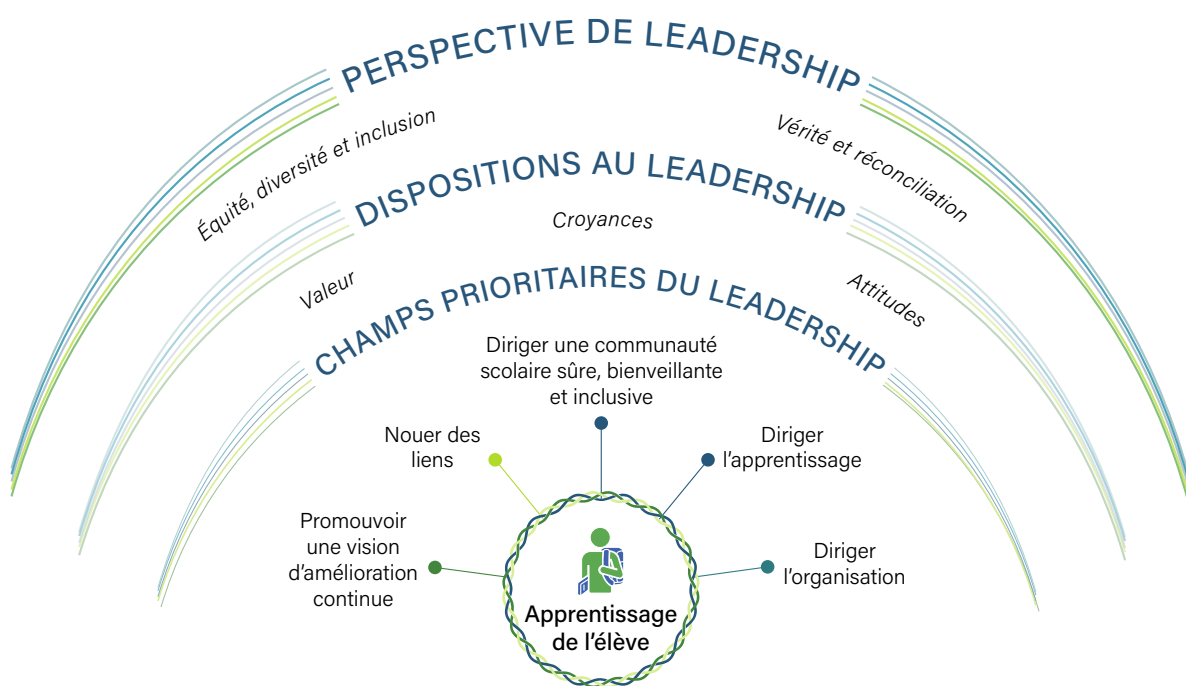 PERSPECTIVE DE LEADERSHIP
Équité, diversité et inclusion
Vérité et réconciliation
DISPOSITIONS AU LEADERSHIP
Valeur
Croyances
Attitudes
CHAMPS PRIORITAIRES DU LEADERSHIP
Promouvoir
une vision
d'amélioration
continue
Nouer des
liens
Diriger une communauté
scolaire sûre, bienveillante
et inclusive
Diriger
l'apprentissage
Diriger
l'organisation
Apprentissage
de l'élève